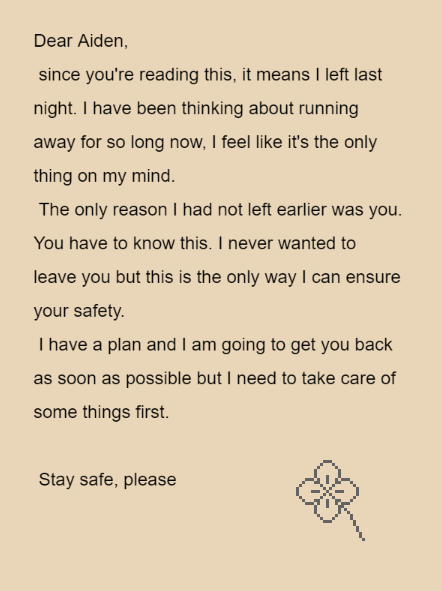 Dear Aiden,
since you're reading this, it means I left last
night. I have been thinking about running
away for so long now, I feel like it's the only
thing on my mind.
The only reason I had not left earlier was you.
You have to know this. I never wanted to
leave you but this is the only way I can ensure
your safety.
I have a plan and I am going to get you back
as soon as possible but I need to take care of
some things first.
Stay safe, please